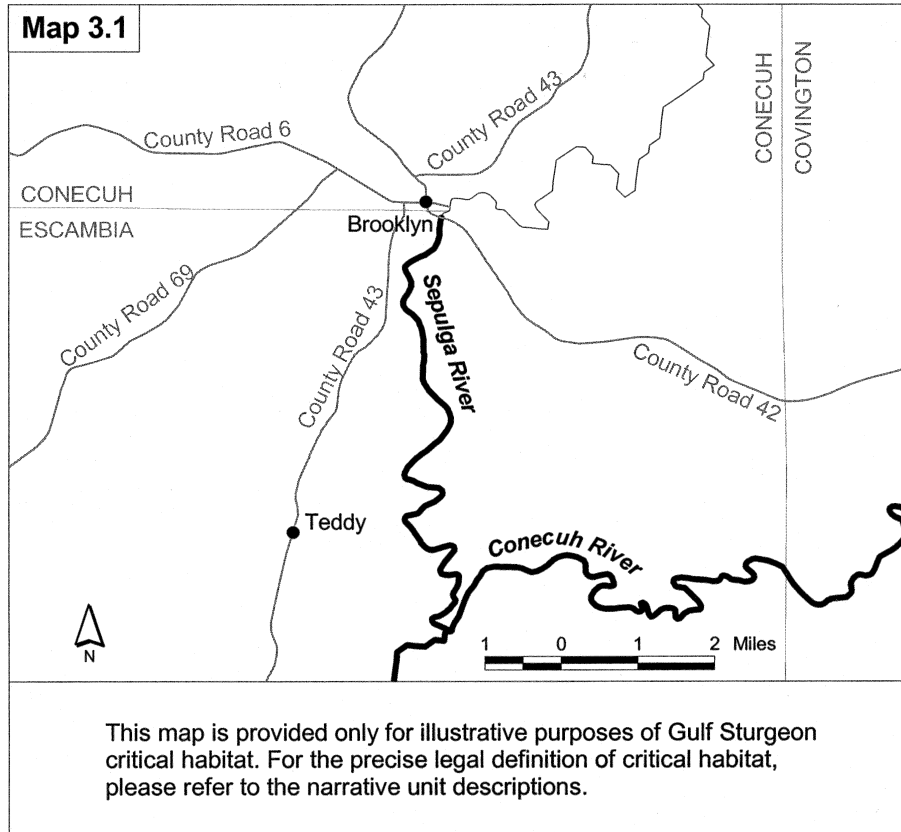 Map 3.1
CONECUH
COVINGTON
County Road 43
County Road 6
CONECUH
ESCAMBIA
Brooklyn
County Road 69
County Road 43
Sepulga River
County Road 42
Teddy
Conecuh River
N
1 0 1 2 Miles
This map is provided only for illustrative purposes of Gulf Sturgeon
critical habitat. For the precise legal definition of critical habitat,
please refer to the narrative unit descriptions.